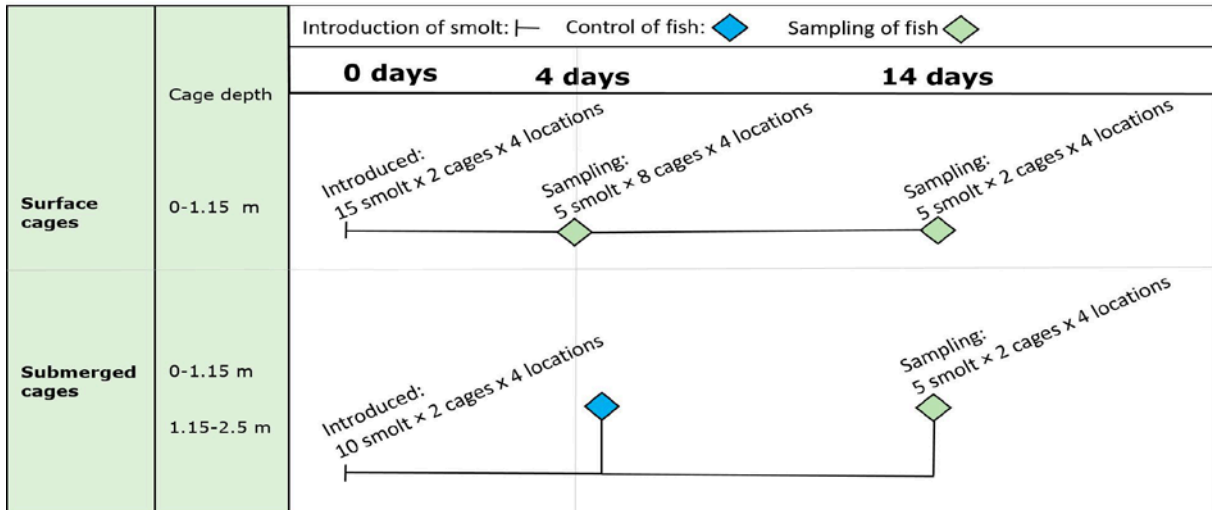 Introduction of smolt:
Control of fish:
Sampling of fish
0 days
4 days
14 days
Cage depth
Surface
cages
0-1.15 m
Introduced:
15 smolt x 2 cages x 4 locations
Sampling:
5 smolt × 8 cages x 4 locations
Sampling:
5 smolt × 2 cages x 4 locations
Submerged
cages
0-1.15 m
1.15-2.5 m
Introduced:
10 smolt × 2 cages x 4 locations
Sampling:
5 smolt × 2 cages x 4 locations